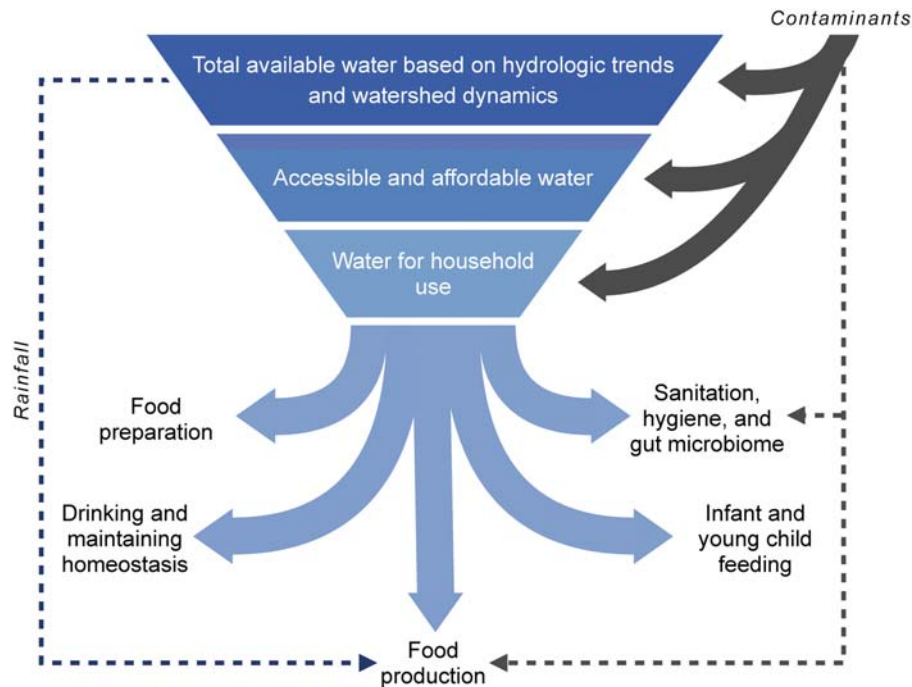 Contaminants
Total available water based on hydrologic trends
and watershed dynamics
Accessible and affordable water
Water for household
use
Rainfall
Food
preparation
Sanitation,
hygiene, and
gut microbiome
Drinking and
maintaining
homeostasis
Infant and
young child
feeding
Food
production